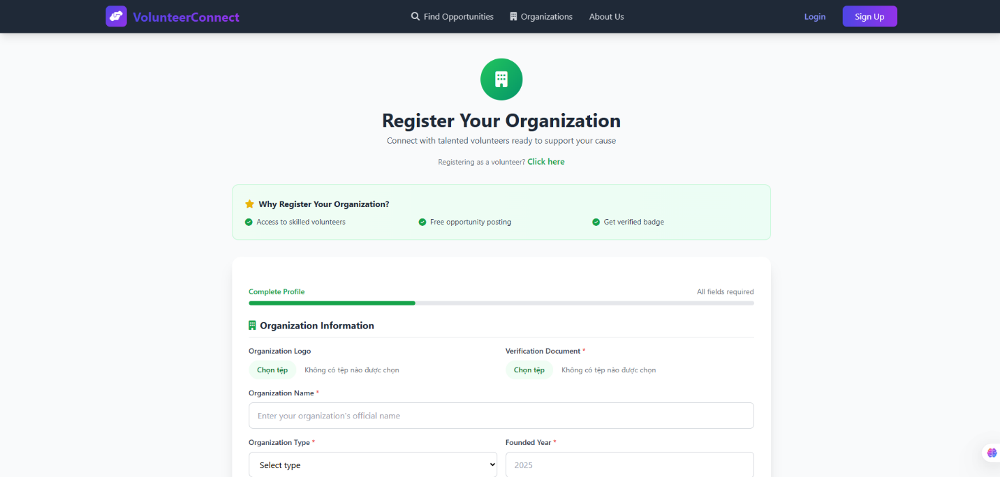 VolunteerConnect
Find Opportunities
Organizations
About Us
Login
Sign Up
Register Your Organization
Connect with talented volunteers ready to support your cause
Registering as a volunteer? Click here
Why Register Your Organization?
Access to skilled volunteers
Free opportunity posting
Get verified badge
Complete Profile
All fields required
Organization Information
Organization Logo
Verification Document *
Chọn tệp Không có tệp nào được chọn
Chọn tệp Không có tệp nào được chọn
Organization Name *
Enter your organization's official name
Organization Type *
Founded Year *
Select type
2025